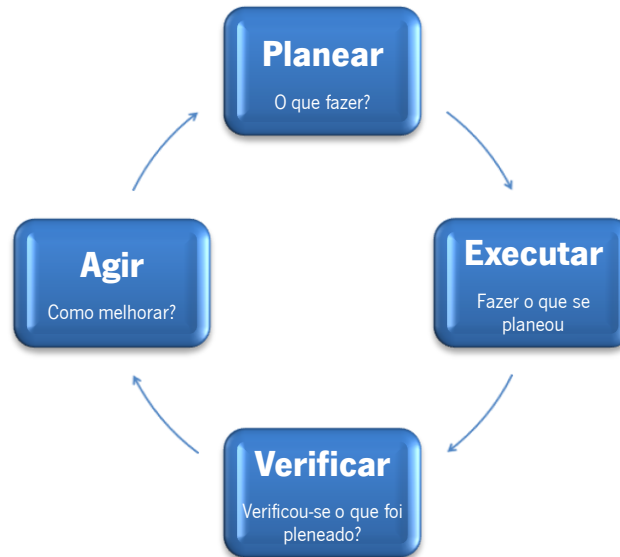 Planear
O que fazer?
Executar
Fazer o que se
planeou
Verificar
Verificou-se o que foi
pleneado?
Agir
Como melhorar?